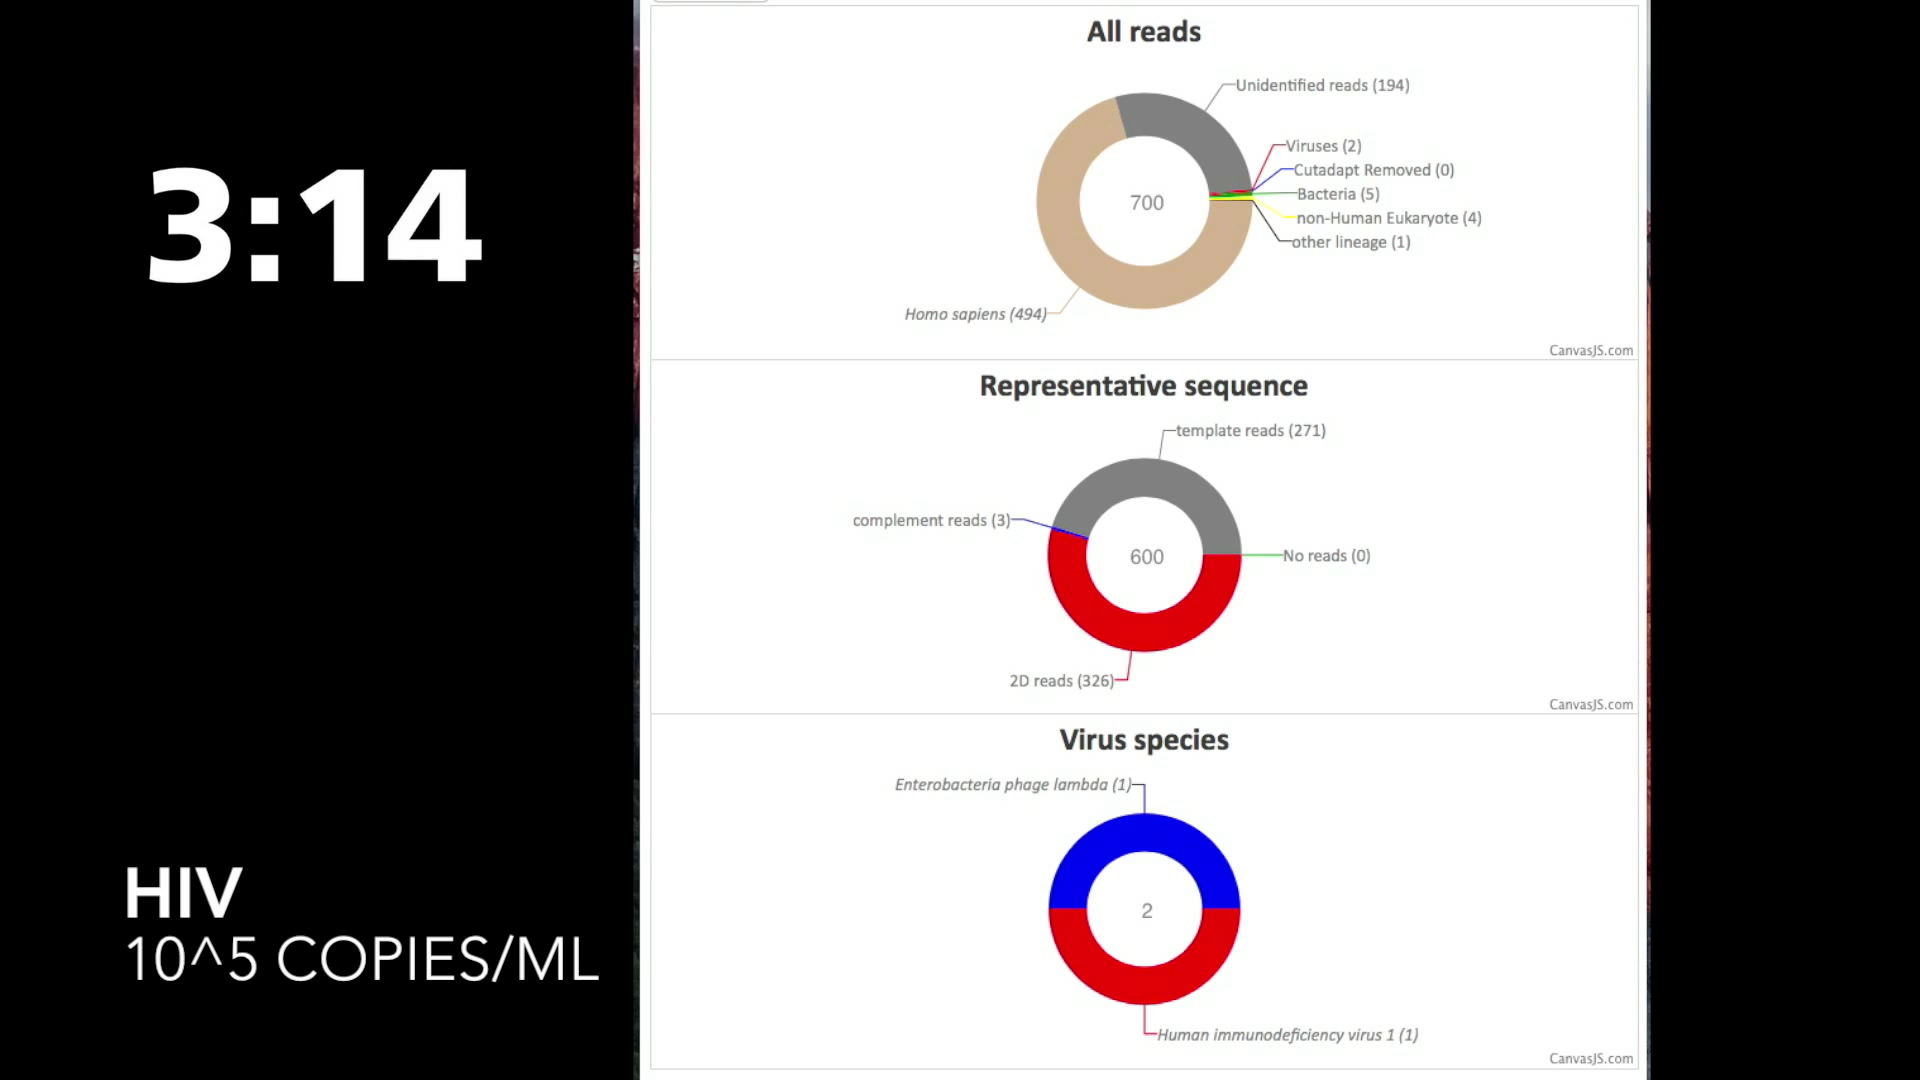 3:14
HIV
10^5 COPIES/ML
All reads
Unidentified reads (194)
Viruses (2)
Cutadapt Removed (0)
Bacteria (5)
non-Human Eukaryote (4)
other lineage (1)
700
Homo sapiens (494)
CanvasJS.com
Representative sequence
template reads (271)
complement reads (3)
600
No reads (0)
2D reads (326)
CanvasJS.com
Virus species
Enterobacteria phage lambda (1)
2
Human immunodeficiency virus 1 (1)
CanvasJS.com